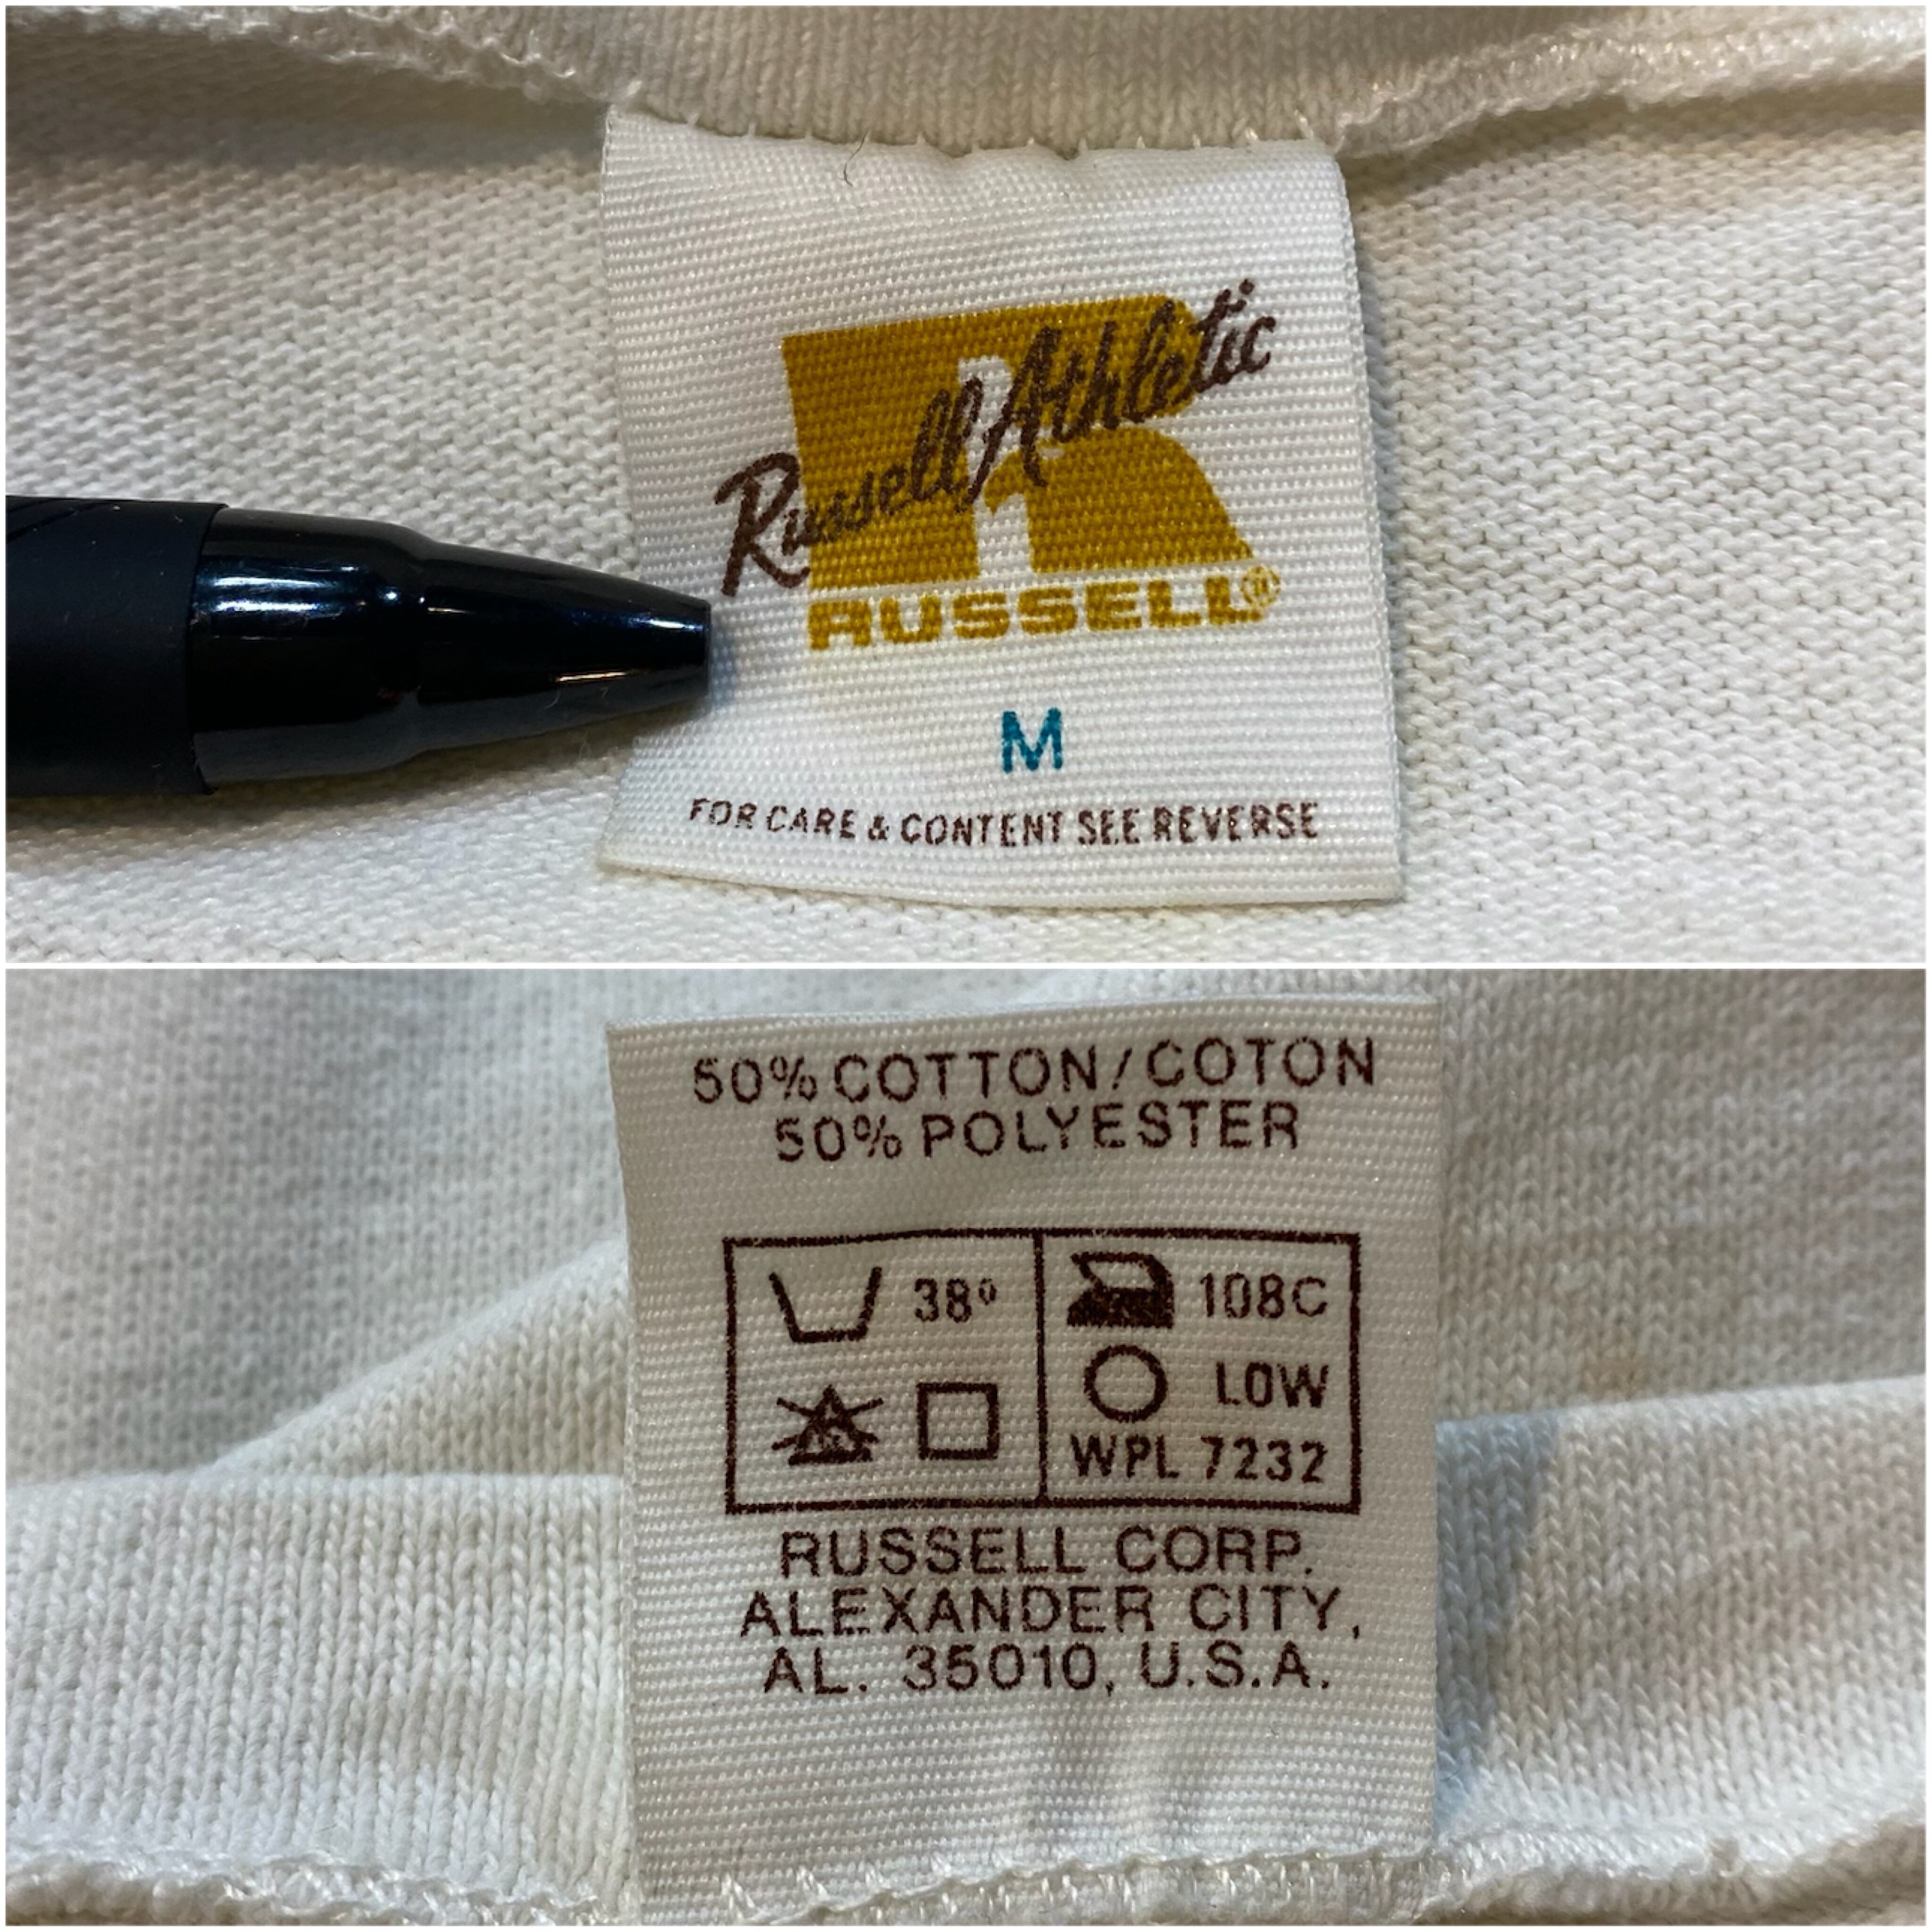 Russell Athletic
RUSSELL®
M
FOR CARE & CONTENT SEE REVERSE
50% COTTON/COTON
50% POLYESTER
38º
108C
LOW
WPL 7232
RUSSELL CORP.
ALEXANDER CITY,
AL. 35010, U.S.A.